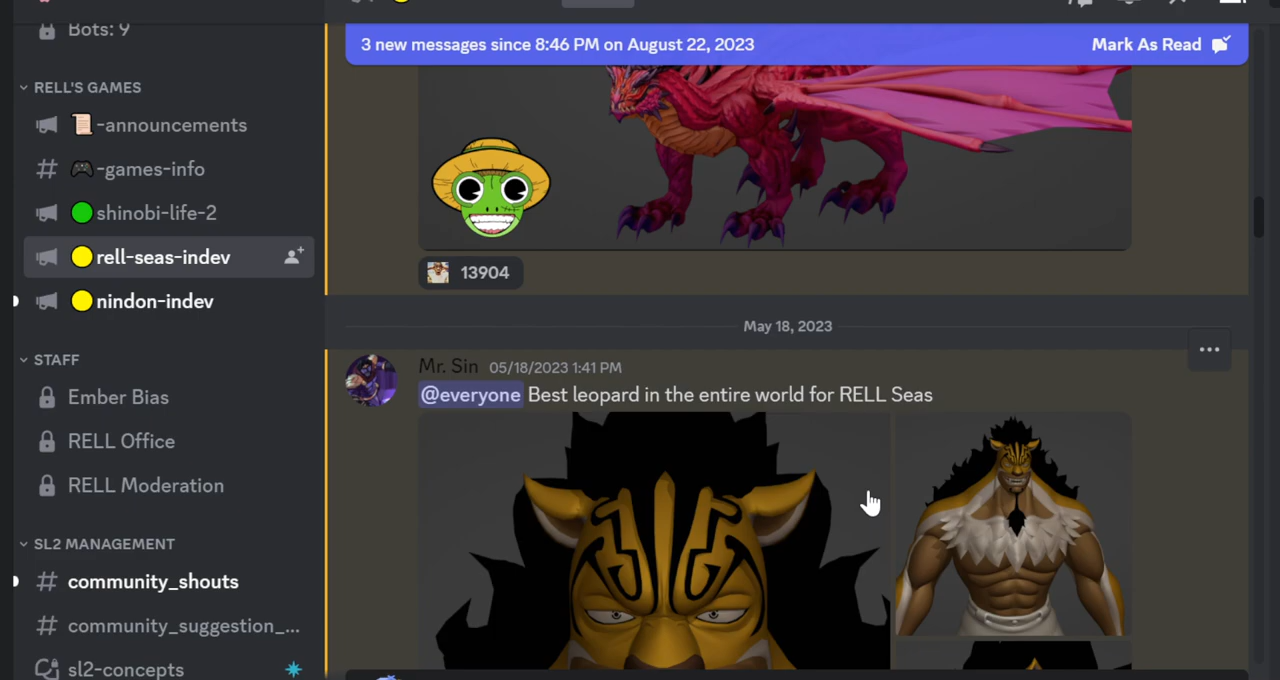 Bots: 9
RELL'S GAMES
-announcements
-games-info
shinobi-life-2
rell-seas-indev
nindon-indev
STAFF
Ember Bias
RELL Office
RELL Moderation
SL2 MANAGEMENT
community_shouts
community_suggestion_...
sl2-concepts
3 new messages since 8:46 PM on August 22, 2023
Mark As Read
13904
May 18, 2023
Mr. Sin 05/18/2023 1:41 PM
@everyone Best leopard in the entire world for RELL Seas